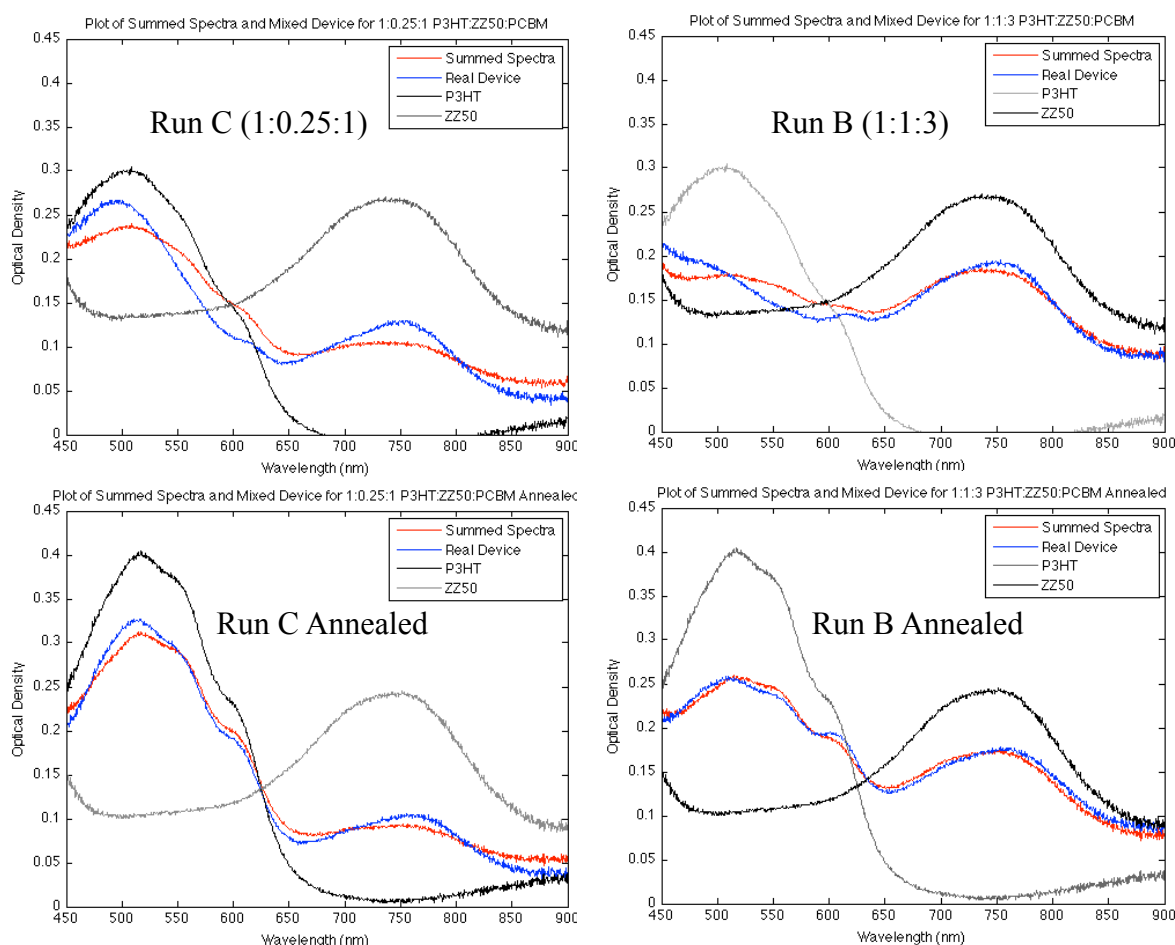 Plot of Summed Spectra and Mixed Device for 1:0.25:1 P3HT:ZZ50:PCBM
0.45
0.4
0.35
0.3
0.25
0.2
0.15
0.1
0.05
0
Optical Density
Summed Spectra
Real Device
P3HT
ZZ50
Run C (1:0.25:1)
450 500 550 600 650 700 750 800 850 900
Wavelength (nm)
Plot of Summed Spectra and Mixed Device for 1:1:3 P3HT:ZZ50:PCBM
0.45
0.4
0.35
0.3
0.25
0.2
0.15
0.1
0.05
0
Optical Density
Summed Spectra
Real Device
P3HT
ZZ50
Run B (1:1:3)
450 500 550 600 650 700 750 800 850 900
Wavelength (nm)
Plot of Summed Spectra and Mixed Device for 1:0.25:1 P3HT:ZZ50:PCBM Annealed
0.45
0.4
0.35
0.3
0.25
0.2
0.15
0.1
0.05
0
Optical Density
Summed Spectra
Real Device
P3HT
ZZ50
Run C Annealed
450 500 550 600 650 700 750 800 850 900
Wavelength (nm)
Plot of Summed Spectra and Mixed Device for 1:1:3 P3HT:ZZ50:PCBM Annealed
0.45
0.4
0.35
0.3
0.25
0.2
0.15
0.1
0.05
0
Optical Density
Summed Spectra
Real Device
P3HT
ZZ50
Run B Annealed
450 500 550 600 650 700 750 800 850 900
Wavelength (nm)